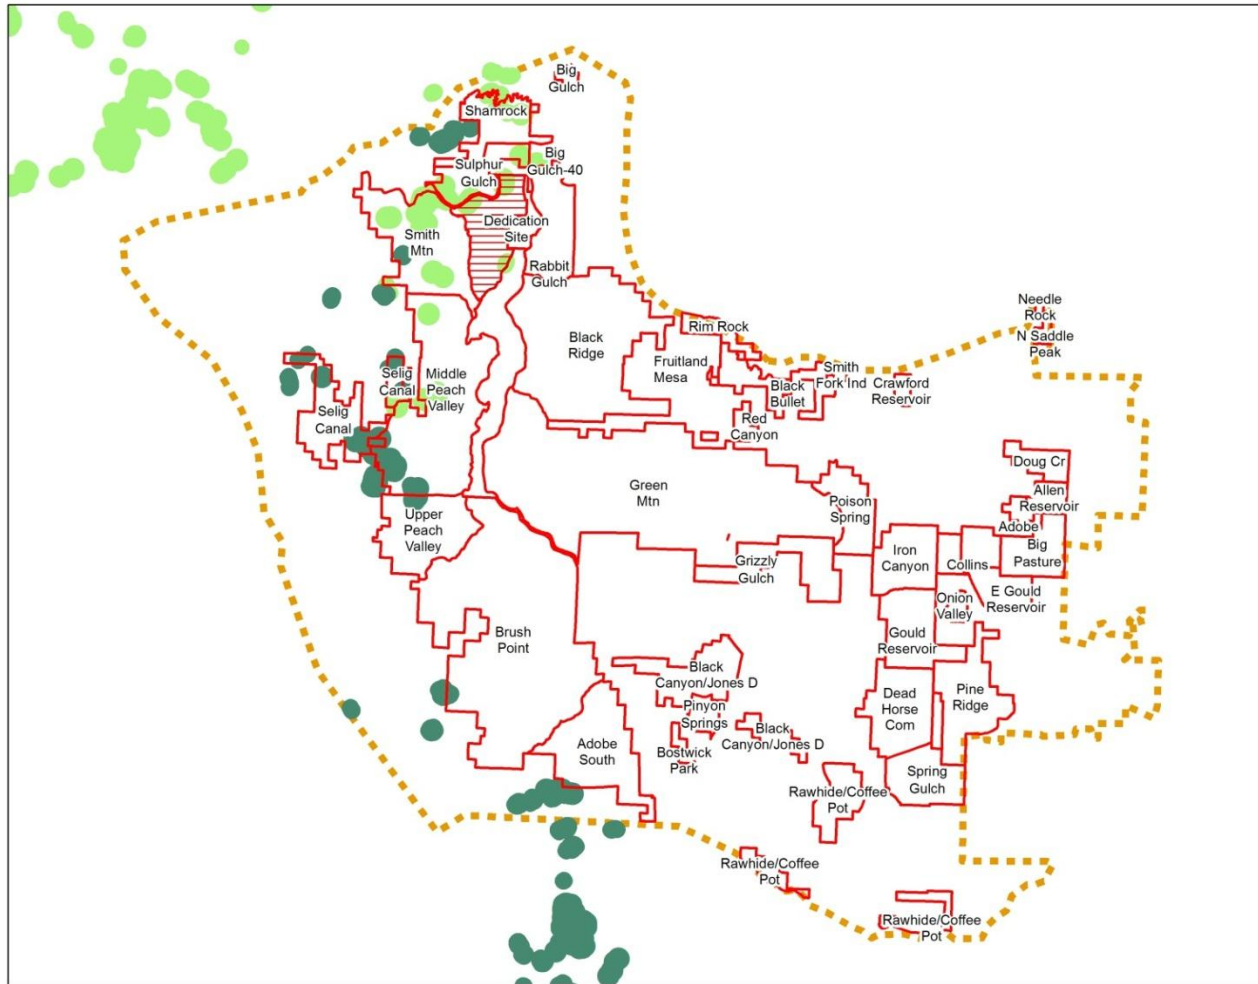 Big
Gulch
Shamrock
Big
Gulch-40
Sulphur
Gulch
Dedication
Site
Smith
Mtn
Rabbit
Gulch
Needle
Rock
N Saddle
Peak
Rim Rock
Black
Ridge
Fruitland
Mesa
Smith
Fork Ind
Black
Bullet
Crawford
Reservoir
Selig
Canal
Middle
Peach
Valley
Selig
Canal
Red
Canyon
Doug Cr
Green
Mtn
Poison
Spring
Allen
Reservoir
Adobe
Upper
Peach
Valley
Big
Pasture
Iron
Canyon
Collins
Grizzly
Gulch
E Gould
Reservoir
Onion
Valley
Brush
Point
Gould
Reservoir
Black
Canyon/Jones D
Dead
Horse
Com
Pine
Ridge
Pinyon
Springs
Black
Canyon/Jones D
Adobe
South
Bostwick
Park
Spring
Gulch
Rawhide/Coffee
Pot
Rawhide/Coffee
Pot
Rawhide/Coffee
Pot